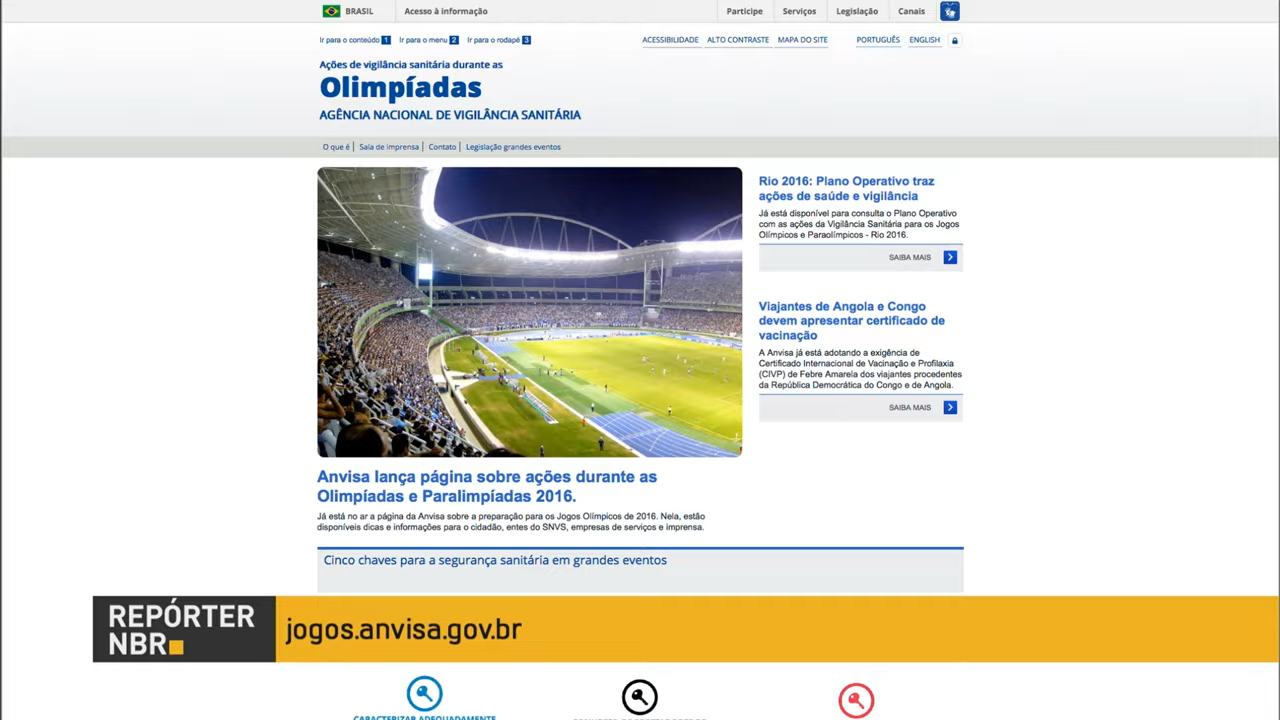 BRASIL
Acesso à informação
Participe
Serviços
Legislação
Canais
Ir para o conteúdo 1
Ir para o menu 2
Ir para o rodapé 3
ACESSIBILIDADE
ALTO CONTRASTE
MAPA DO SITE
PORTUGUÊS
ENGLISH
Ações de vigilância sanitária durante as
Olimpíadas
AGÊNCIA NACIONAL DE VIGILÂNCIA SANITÁRIA
O que é
Sala de imprensa
Contato
Legislação grandes eventos
Rio 2016: Plano Operativo traz
ações de saúde e vigilância
Já está disponível para consulta o Plano Operativo
com as ações da Vigilância Sanitária para os Jogos
Olímpicos e Paraolímpicos - Rio 2016.
SAIBA MAIS
Viajantes de Angola e Congo
devem apresentar certificado de
vacinação
A Anvisa já está adotando a exigência de
Certificado Internacional de Vacinação e Profilaxia
(CIVP) de Febre Amarela dos viajantes procedentes
da República Democrática do Congo e de Angola.
SAIBA MAIS
Anvisa lança página sobre ações durante as
Olimpíadas e Paralimpíadas 2016.
Já está no ar a página da Anvisa sobre a preparação para os Jogos Olímpicos de 2016. Nela, estão
disponíveis dicas e informações para o cidadão, entes do SNVS, empresas de serviços e imprensa.
Cinco chaves para a segurança sanitária em grandes eventos
REPÓRTER
NBR
jogos.anvisa.gov.br
CARACTERIZAR ADEQUADAMENTE